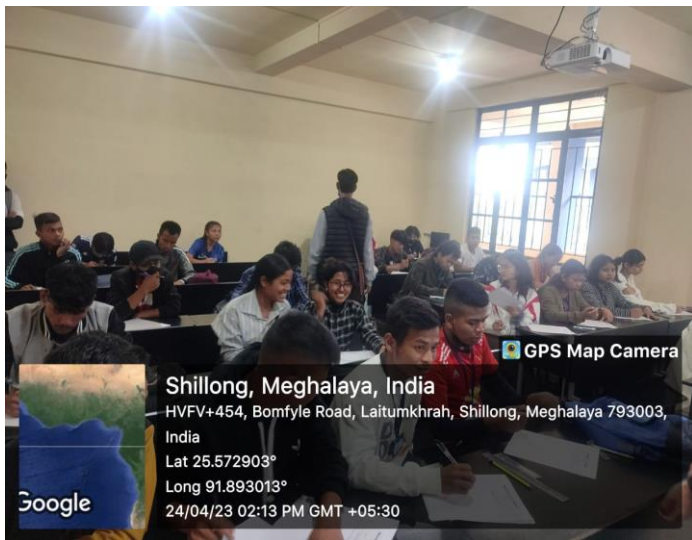 GPS Map Camera
Shillong, Meghalaya, India
HVFV+454, Bomfyle Road, Laitumkhrah, Shillong, Meghalaya 793003,
India
Lat 25.572903°
Long 91.893013°
24/04/23 02:13 PM GMT +05:30
Google